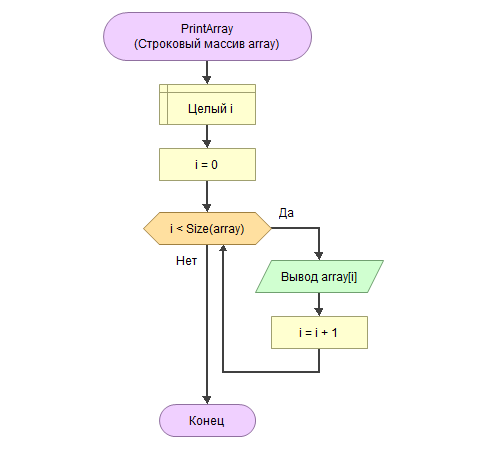 PrintArray
(Строковый массив array)
Целый i
i = 0
i < Size(array)
Да
Нет
Вывод array[i]
i = i + 1
Конец